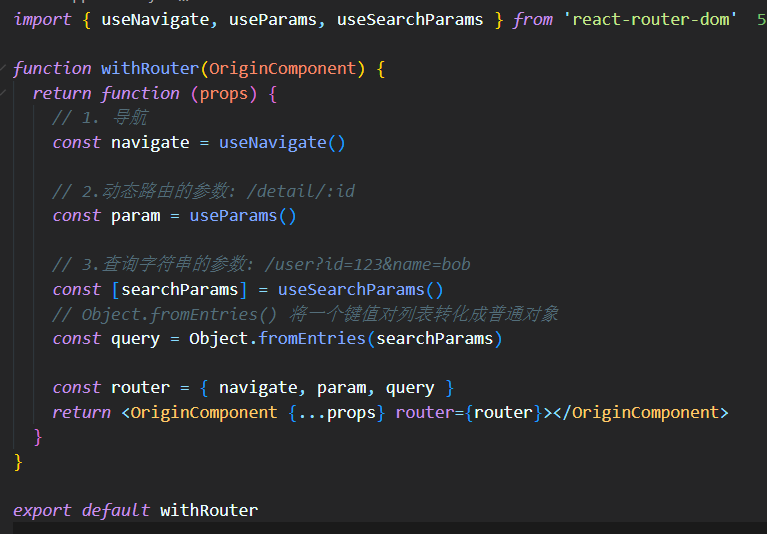 import { useNavigate, useParams, useSearchParams } from 'react-router-dom' 5
function withRouter(OriginComponent) {
return function (props) {
// 1. 导航
const navigate = useNavigate()
// 2.动态路由的参数: /detail/:id
const param = useParams()
// 3.查询字符串的参数: /user?id=123&name=bob
const [searchParams] = useSearchParams()
// Object.fromEntries() 将一个键值对列表转化成普通对象
const query = Object.fromEntries(searchParams)
const router = { navigate, param, query }
return <OriginComponent {...props} router={router}></OriginComponent>
}
}
export default withRouter